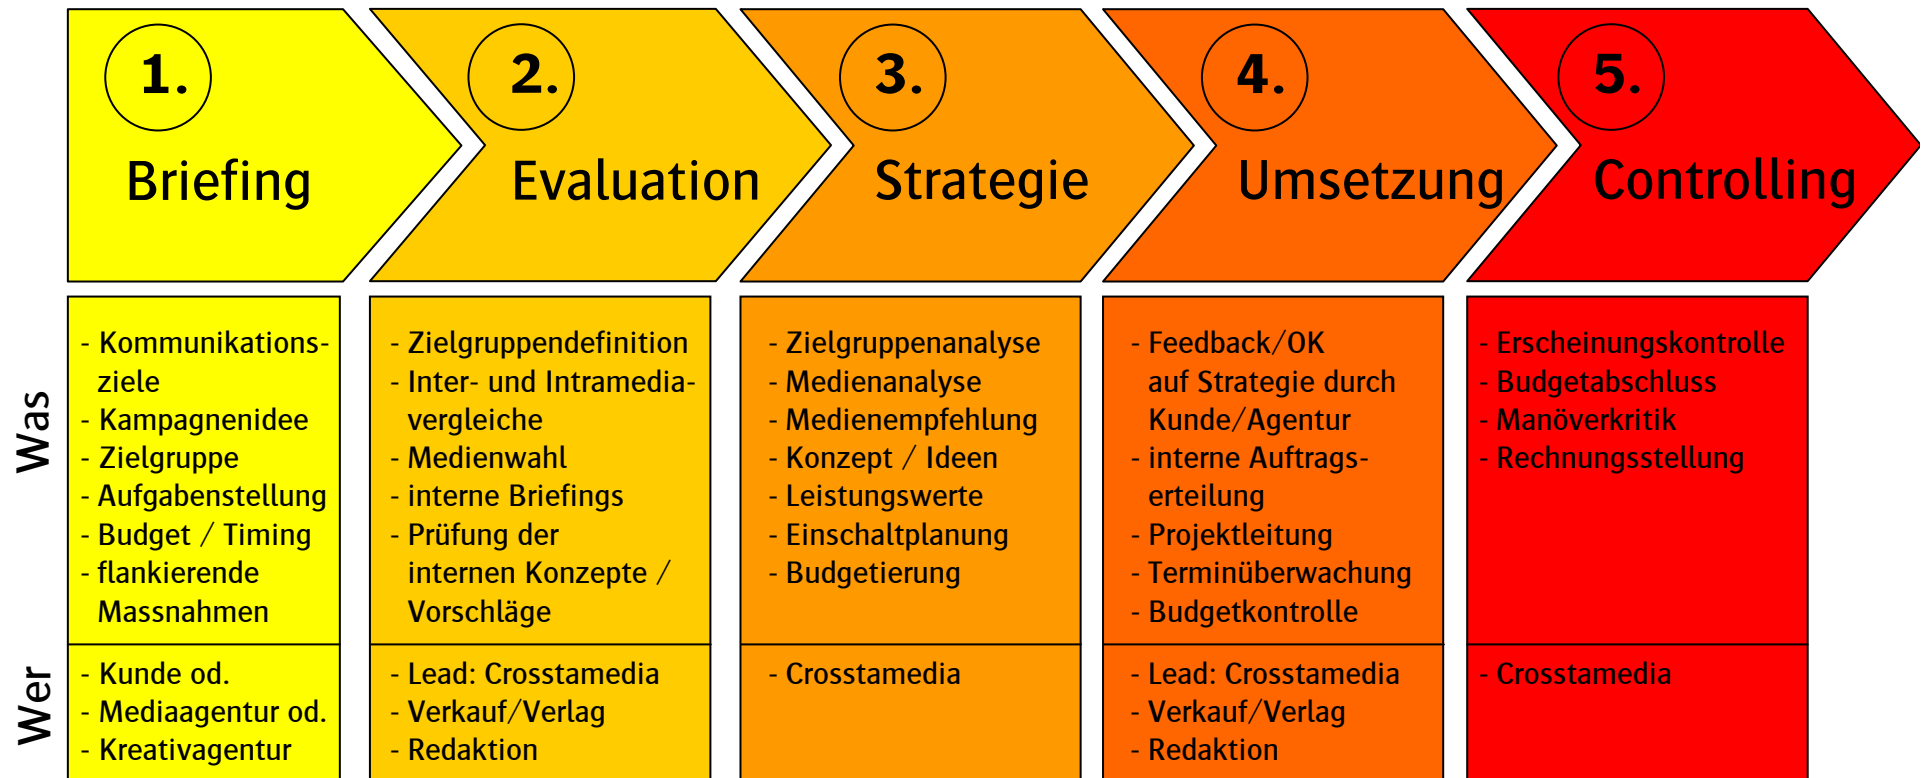 1.
Briefing
2.
Evaluation
3.
Strategie
4.
Umsetzung
5.
Controlling
Was
- Kommunikations-
ziele
- Kampagnenidee
- Zielgruppe
- Aufgabenstellung
- Budget / Timing
- flankierende
Massnahmen
- Zielgruppendefinition
- Inter- und Intramedia-
vergleiche
- Medienwahl
- interne Briefings
- Prüfung der
internen Konzepte /
Vorschläge
- Zielgruppenanalyse
- Medienanalyse
- Medienempfehlung
- Konzept / Ideen
- Leistungswerte
- Einschaltplanung
- Budgetierung
- Feedback/OK
auf Strategie durch
Kunde/Agentur
- interne Auftrags-
erteilung
- Projektleitung
- Terminüberwachung
- Budgetkontrolle
- Erscheinungskontrolle
- Budgetabschluss
- Manöverkritik
- Rechnungsstellung
Wer
- Kunde od.
- Mediaagentur od.
- Kreativagentur
- Lead: Crosstamedia
- Verkauf/Verlag
- Redaktion
- Crosstamedia
- Lead: Crosstamedia
- Verkauf/Verlag
- Redaktion
- Crosstamedia